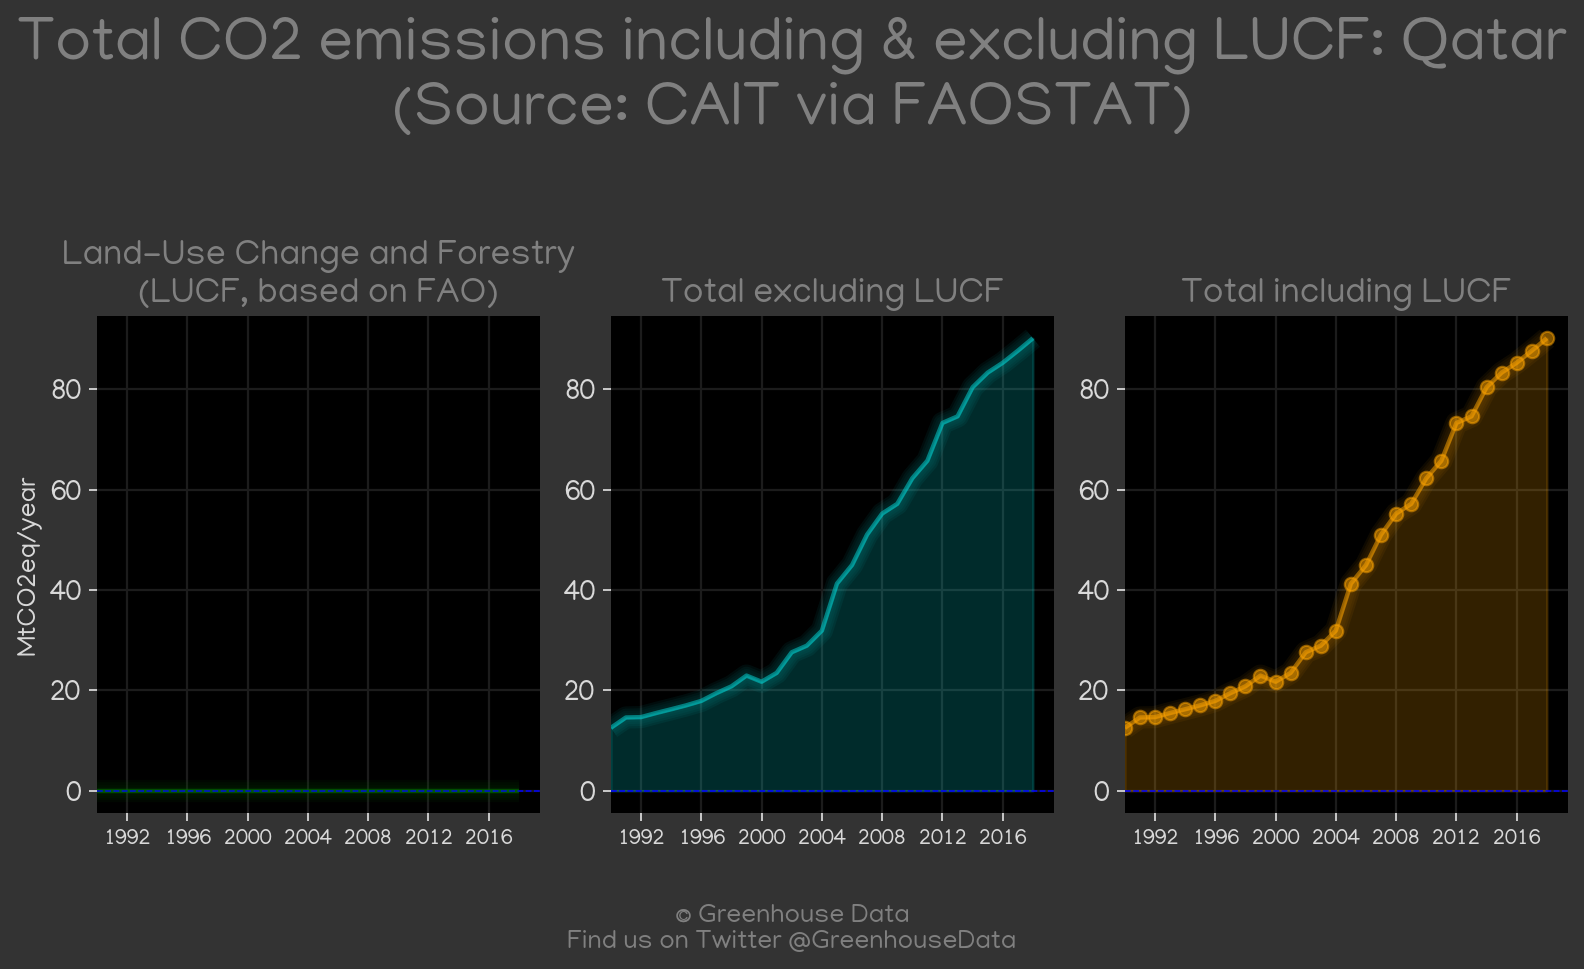 Total CO2 emissions including & excluding LUCF: Qatar
(Source: CAIT via FAOSTAT)
Land-Use Change and Forestry
(LUCF, based on FAO)
Total excluding LUCF
Total including LUCF
MtCO2eq/year
80
60
40
20
0
1992 1996 2000 2004 2008 2012 2016
80
60
40
20
0
1992 1996 2000 2004 2008 2012 2016
80
60
40
20
0
1992 1996 2000 2004 2008 2012 2016
© Greenhouse Data
Find us on Twitter @GreenhouseData